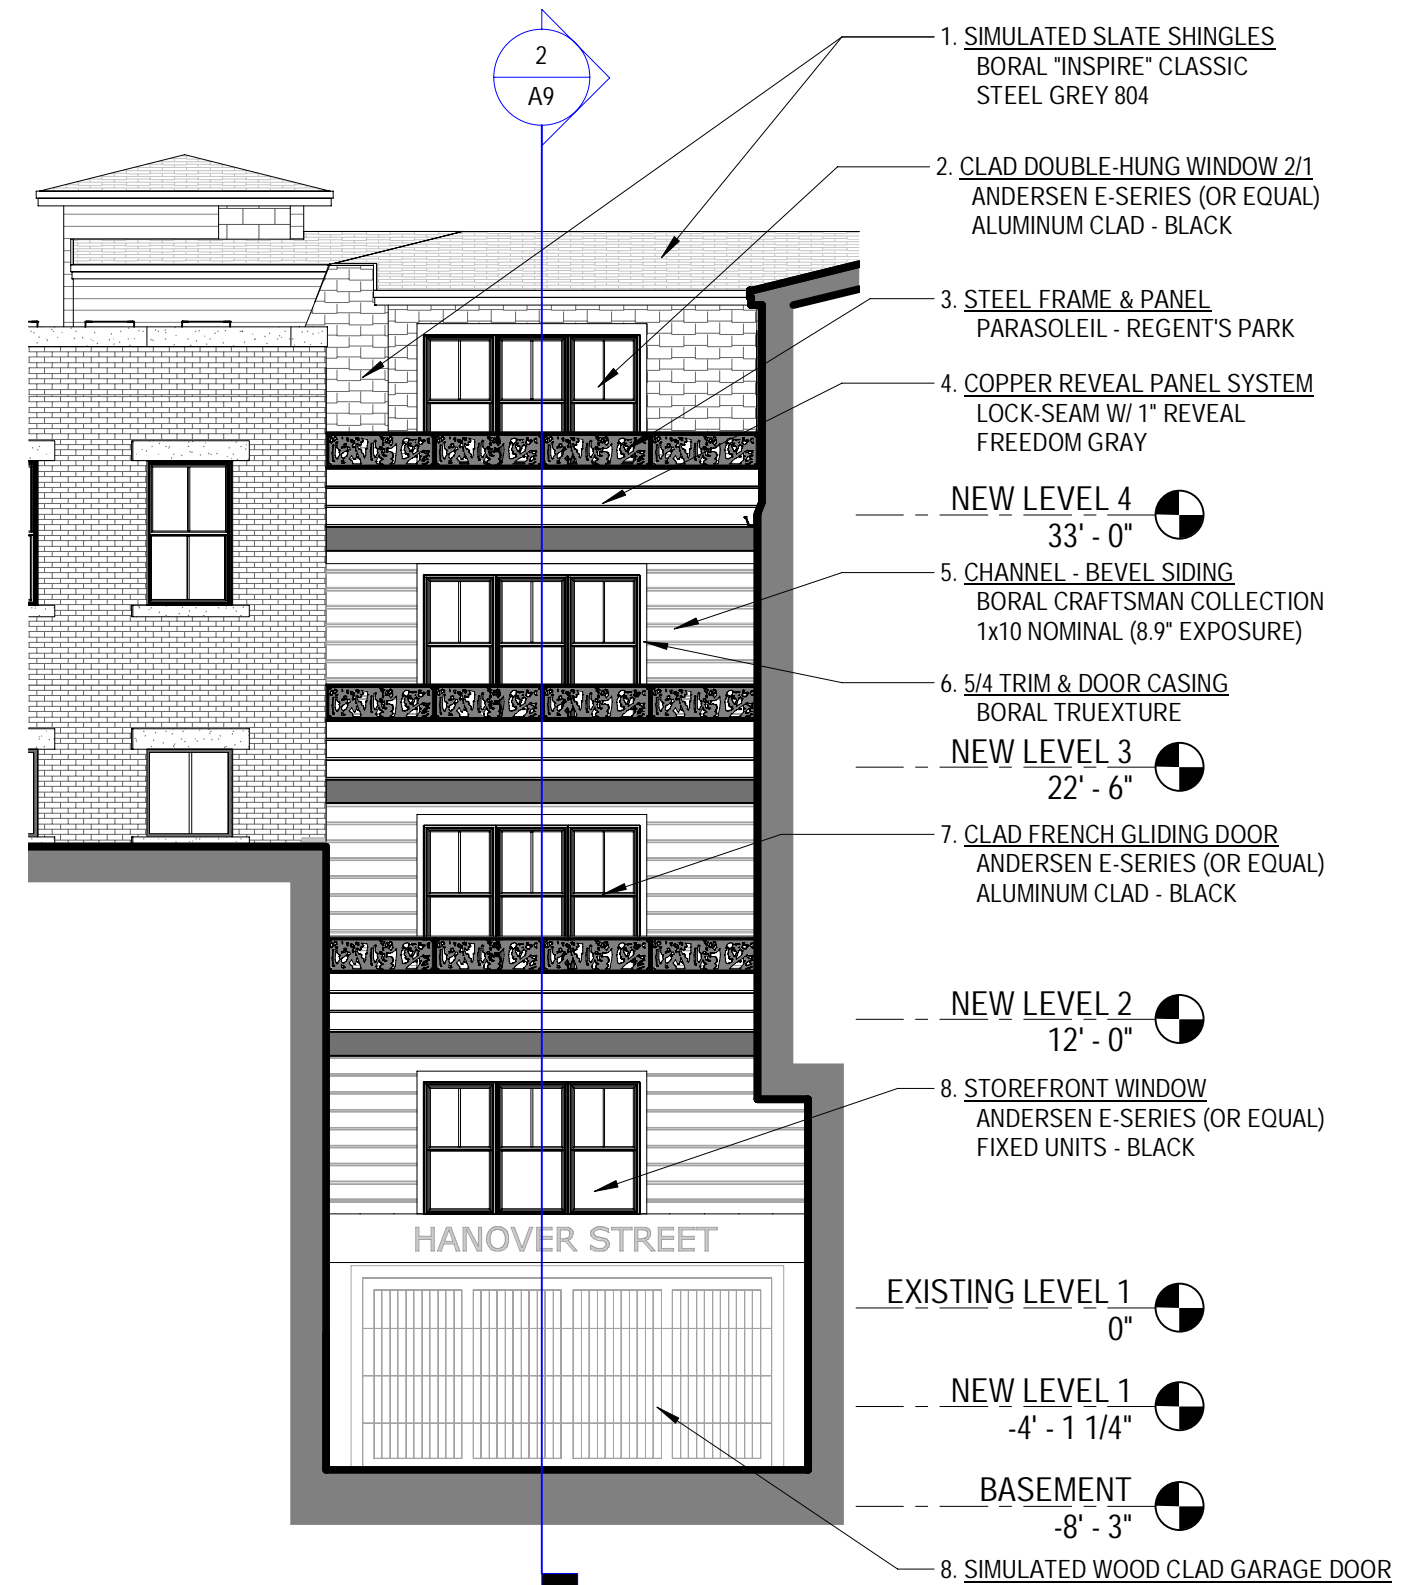 2
A9
1. SIMULATED SLATE SHINGLES
BORAL "INSPIRE" CLASSIC
STEEL GREY 804
2. CLAD DOUBLE-HUNG WINDOW 2/1
ANDERSEN E-SERIES (OR EQUAL)
ALUMINUM CLAD - BLACK
3. STEEL FRAME & PANEL
PARASOLEIL - REGENT'S PARK
4. COPPER REVEAL PANEL SYSTEM
LOCK-SEAM W/ 1" REVEAL
FREEDOM GRAY
NEW LEVEL 4
33' - 0"
5. CHANNEL - BEVEL SIDING
BORAL CRAFTSMAN COLLECTION
1x10 NOMINAL (8.9" EXPOSURE)
6. 5/4 TRIM & DOOR CASING
BORAL TRUEXTURE
NEW LEVEL 3
22' - 6"
7. CLAD FRENCH GLIDING DOOR
ANDERSEN E-SERIES (OR EQUAL)
ALUMINUM CLAD - BLACK
NEW LEVEL 2
12' - 0"
8. STOREFRONT WINDOW
ANDERSEN E-SERIES (OR EQUAL)
FIXED UNITS - BLACK
HANOVER STREET
EXISTING LEVEL 1
0"
NEW LEVEL 1
-4' - 1 1/4"
BASEMENT
-8' - 3"
8. SIMULATED WOOD CLAD GARAGE DOOR